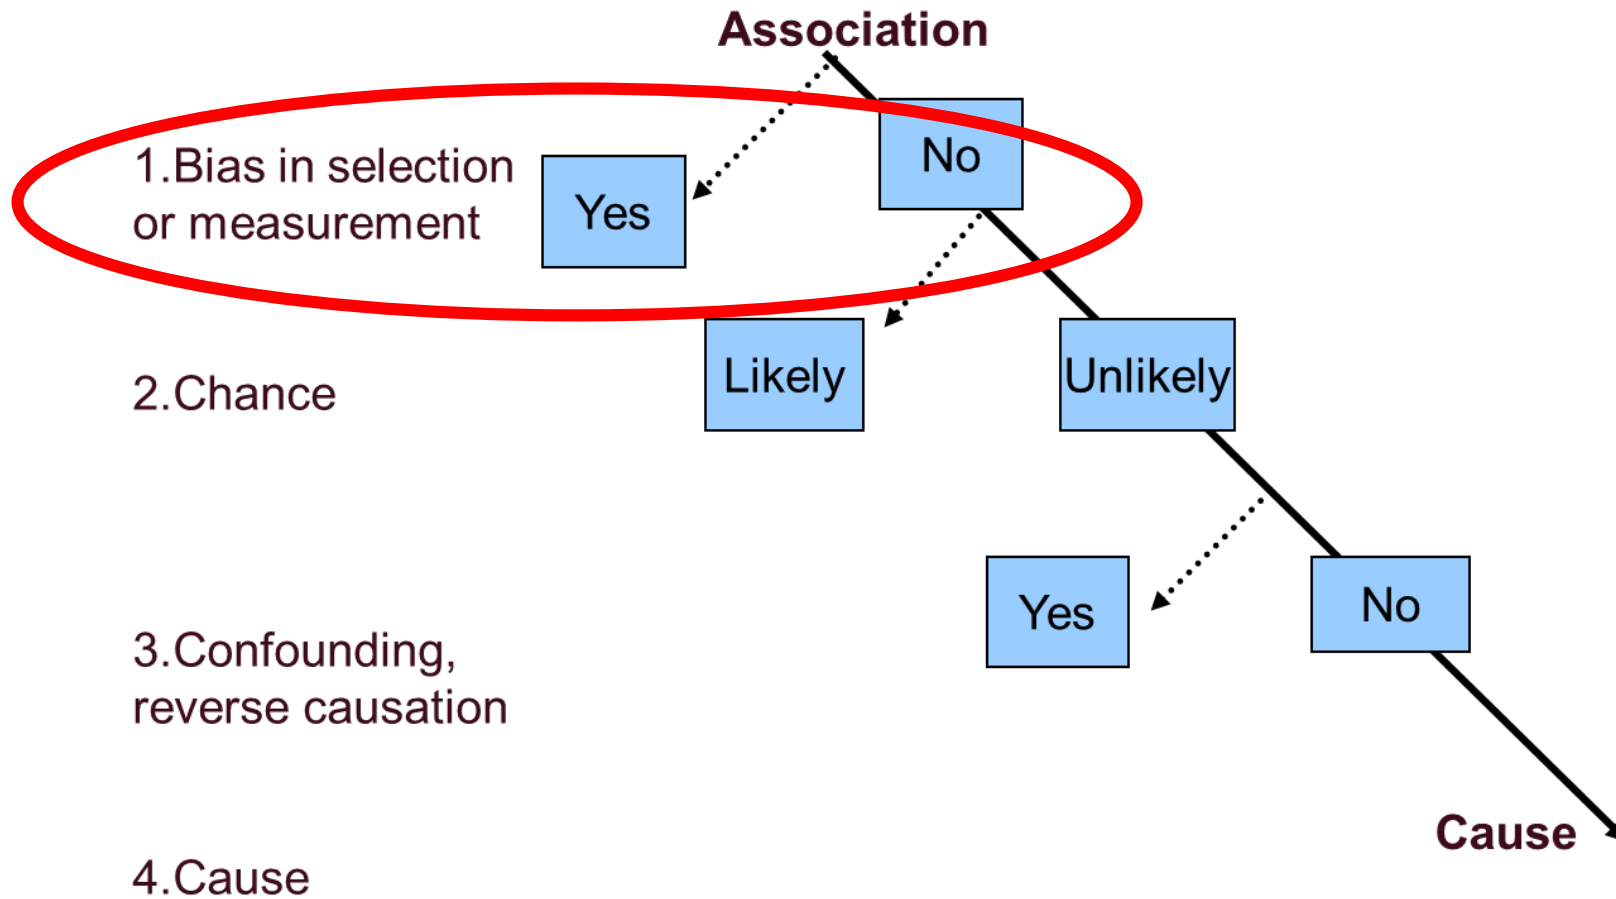 Association
No
1.Bias in selection
or measurement
Yes
Likely
Unlikely
2.Chance
Yes
No
3.Confounding,
reverse causation
Cause
4.Cause